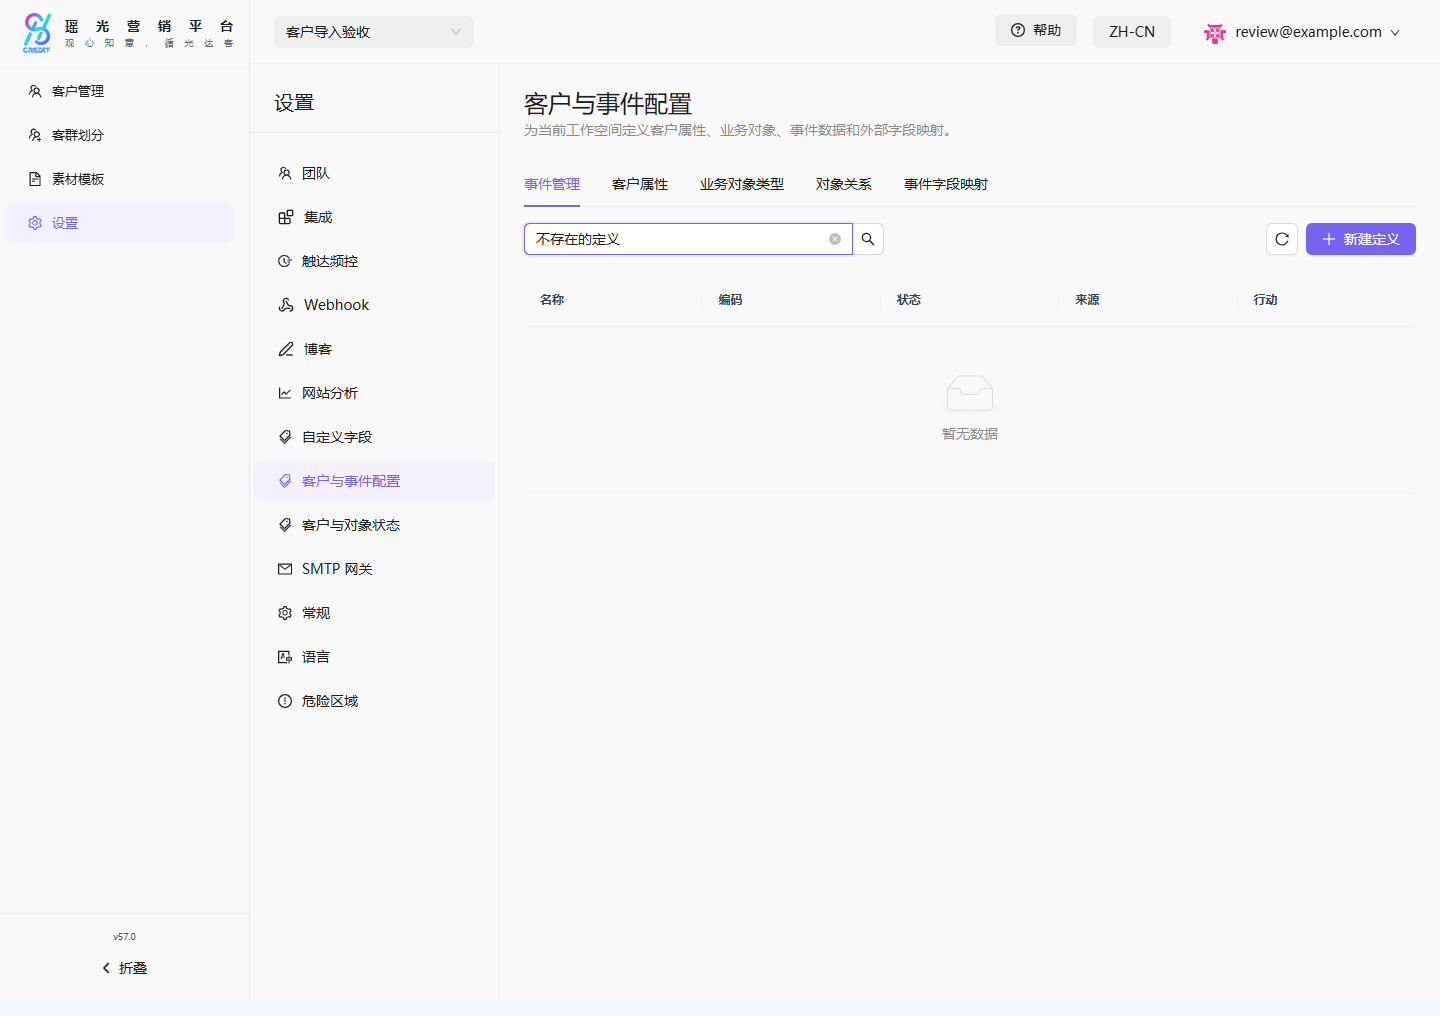 瑶光营销平台
观心知意，循光达客
CREDIT
客户导入验收
帮助
ZH-CN
review@example.com
客户管理
客群划分
素材模板
设置
v57.0
折叠
设置
团队
集成
触达频控
Webhook
博客
网站分析
自定义字段
客户与事件配置
客户与对象状态
SMTP 网关
常规
语言
危险区域
客户与事件配置
为当前工作空间定义客户属性、业务对象、事件数据和外部字段映射。
事件管理 客户属性 业务对象类型 对象关系 事件字段映射
不存在的定义
新建定义
名称 编码 状态 来源 行动
暂无数据